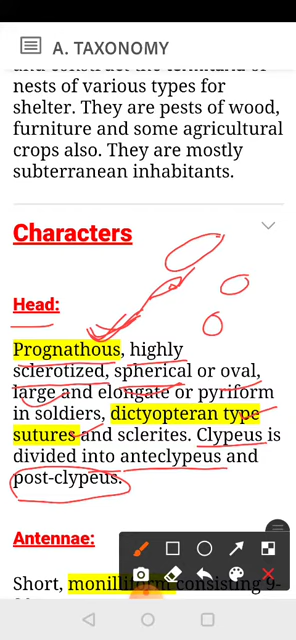 A. TAXONOMY
nests of various types for
shelter. They are pests of wood,
furniture and some agricultural
crops also. They are mostly
subterranean inhabitants.
Characters
Head:
Prognathous, highly
sclerotized, spherical or oval,
large and elongate or pyriform
in soldiers, dictyopteran type
sutures and sclerites. Clypeus is
divided into anteclypeus and
post-clypeus.
Antennae:
Short, monilliform consisting 9-